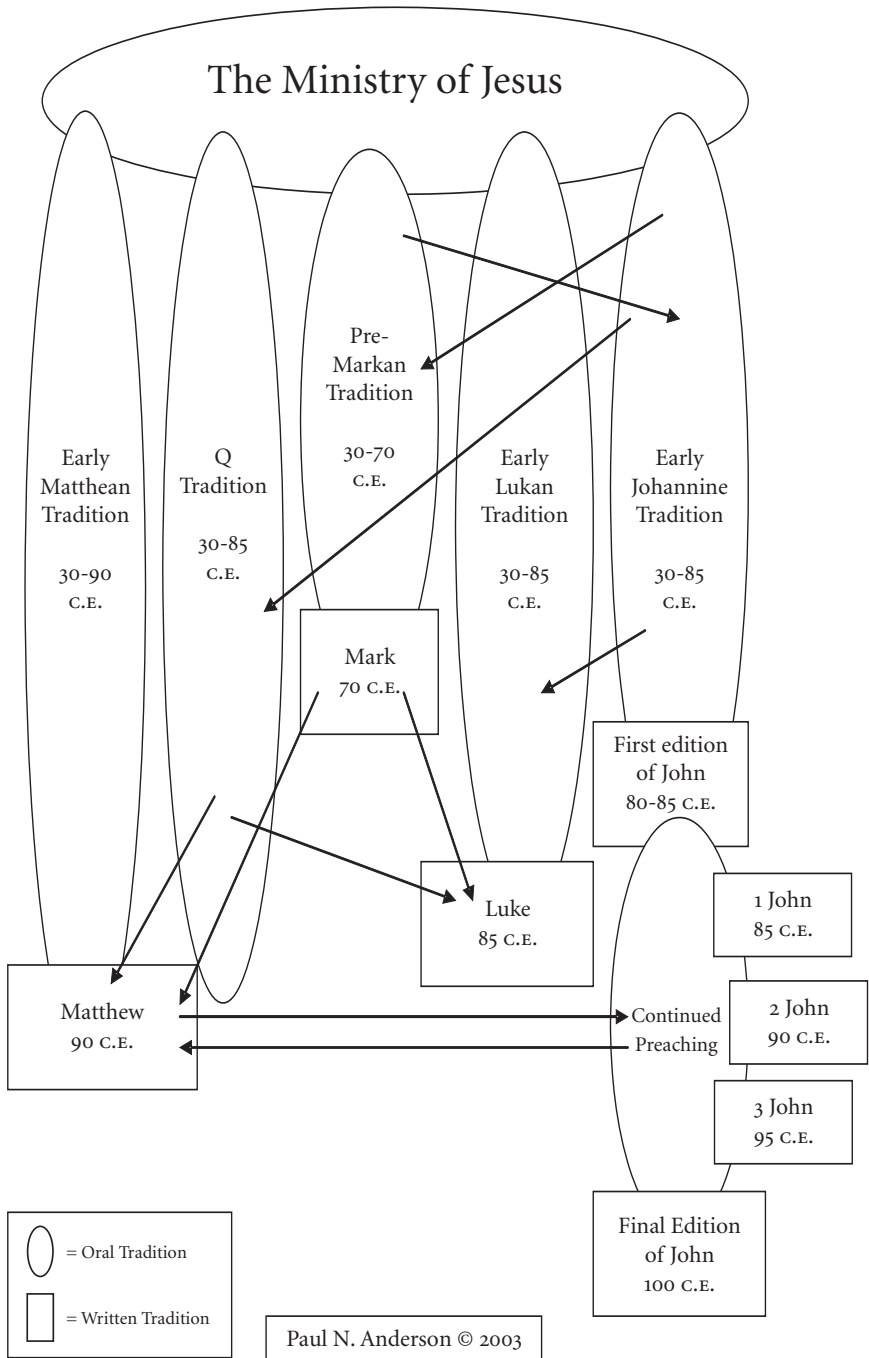 The Ministry of Jesus
Early
Matthean
Tradition
30-90
C.E.
Q
Tradition
30-85
C.E.
Pre-
Markan
Tradition
30-70
C.E.
Early
Lukan
Tradition
30-85
C.E.
Early
Johannine
Tradition
30-85
C.E.
Mark
70 C.E.
First edition
of John
80-85 C.E.
Luke
85 C.E.
1 John
85 C.E.
Matthew
90 C.E.
Continued
Preaching
2 John
90 C.E.
3 John
95 C.E.
Final Edition
of John
100 C.E.
= Oral Tradition
= Written Tradition
Paul N. Anderson © 2003